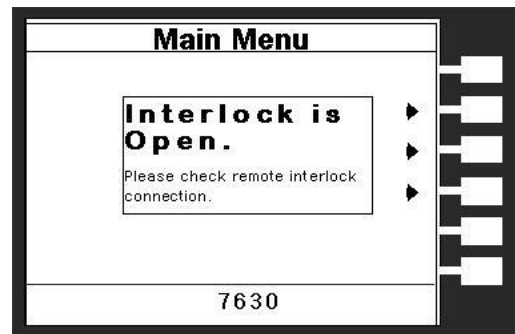 Main Menu
Interlock is
Open.
Please check remote interlock
connection.
7630